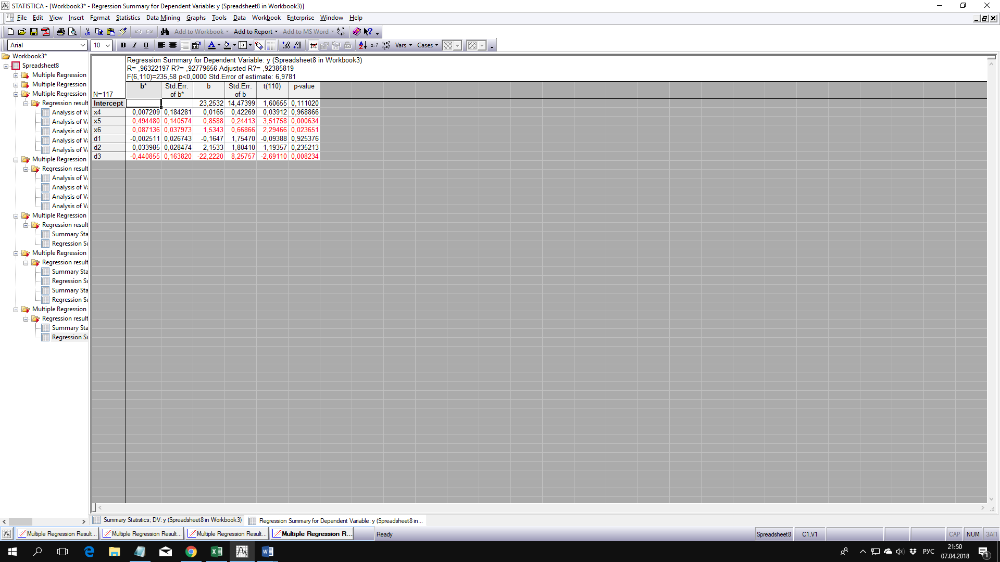 STATISTICA - [Workbook3* - Regression Summary for Dependent Variable: y (Spreadsheet8 in Workbook3)]
File Edit View Insert Format Statistics Data Mining Graphs Tools Data Workbook Enterprise Window Help
Add to Workbook Add to Report Add to MS Word
Arial 10 B I U Vars Cases
Workbook3*
Spreadsheet8
Multiple Regression
Multiple Regression
Multiple Regression
Regression result
Analysis of Va
Analysis of Va
Analysis of Va
Analysis of Va
Analysis of Va
Multiple Regression
Regression result
Analysis of Va
Analysis of Va
Analysis of Va
Analysis of Va
Multiple Regression
Regression result
Summary Sta
Regression Su
Multiple Regression
Regression result
Summary Sta
Regression Su
Summary Sta
Regression Su
Multiple Regression
Regression result
Summary Sta
Regression Su
Regression Summary for Dependent Variable: y (Spreadsheet8 in Workbook3)
R= ,96322197 R?= ,92779656 Adjusted R?= ,92385819
F(6,110)=235,58 p<0,0000 Std.Error of estimate: 6,9781
b* Std.Err. b Std.Err. t(110) p-value
N=117 of b* of b
Intercept 23,2532 14,47399 1,60655 0,111020
x4 0,007209 0,184281 0,0165 0,42269 0,03912 0,968866
x5 0,494480 0,140574 0,8588 0,24413 3,51758 0,000634
x6 0,087136 0,037973 1,5343 0,66866 2,29466 0,023651
d1 -0,002511 0,026743 -0,1647 1,75470 -0,09388 0,925376
d2 0,033985 0,028474 2,1533 1,80410 1,19357 0,235213
d3 -0,440855 0,163820 -22,2220 8,25757 -2,69110 0,008234
Summary Statistics; DV: y (Spreadsheet8 in Workbook3) Regression Summary for Dependent Variable: y (Spreadsheet8 in...
Multiple Regression Result... Multiple Regression Result... Multiple Regression Result... Multiple Regression R... Ready Spreadsheet8 C1,V1 CAP NUM ЗАП
РУС 21:50
07.04.2018 1